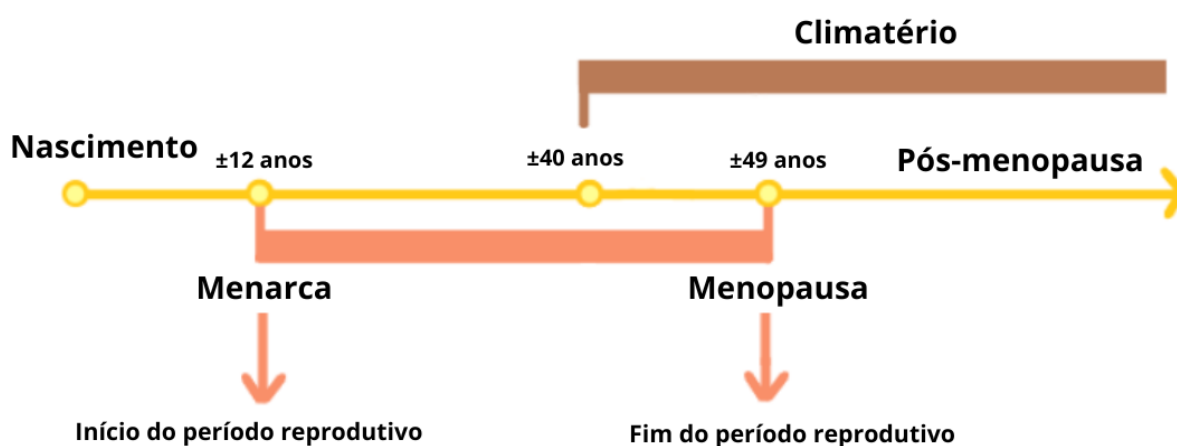 Climatério
Nascimento
±12 anos
±40 anos
±49 anos
Pós-menopausa
Menarca
Menopausa
Início do período reprodutivo
Fim do período reprodutivo